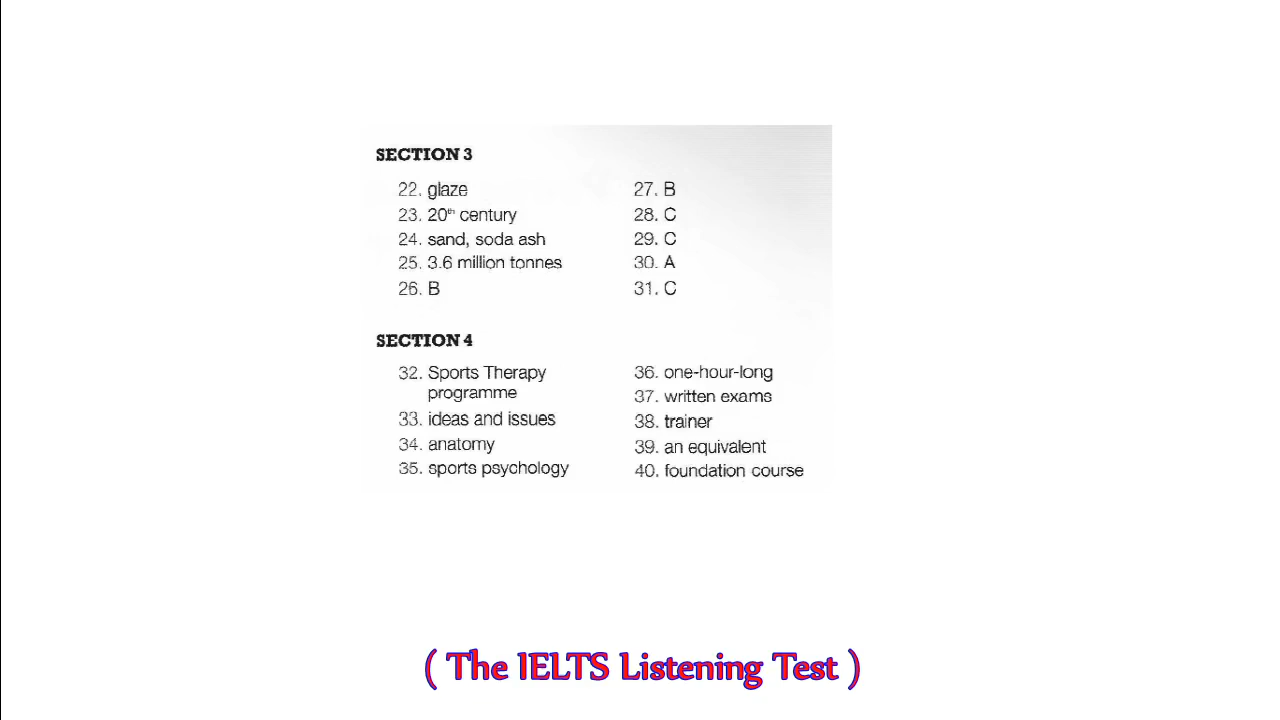 SECTION 3
22. glaze
23. 20th century
24. sand, soda ash
25. 3.6 million tonnes
26. B
27. B
28. C
29. C
30. A
31. C
SECTION 4
32. Sports Therapy
programme
33. ideas and issues
34. anatomy
35. sports psychology
36. one-hour-long
37. written exams
38. trainer
39. an equivalent
40. foundation course
( The IELTS Listening Test )